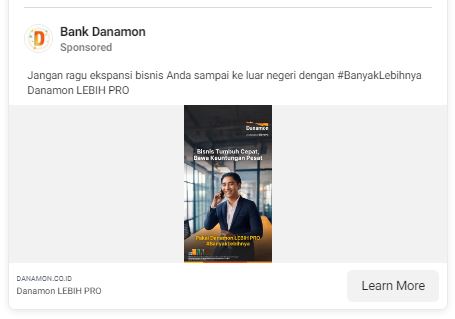 Bank Danamon
Sponsored
Jangan ragu ekspansi bisnis Anda sampai ke luar negeri dengan #BanyakLebihnya
Danamon LEBIH PRO
Danamon
Bisnis Tumbuh Cepat,
Bawa Keuntungan Pesat
Pakai Danamon LEBIH PRO
#BanyakLebihnya
DANAMON.CO.ID
Danamon LEBIH PRO
Learn More